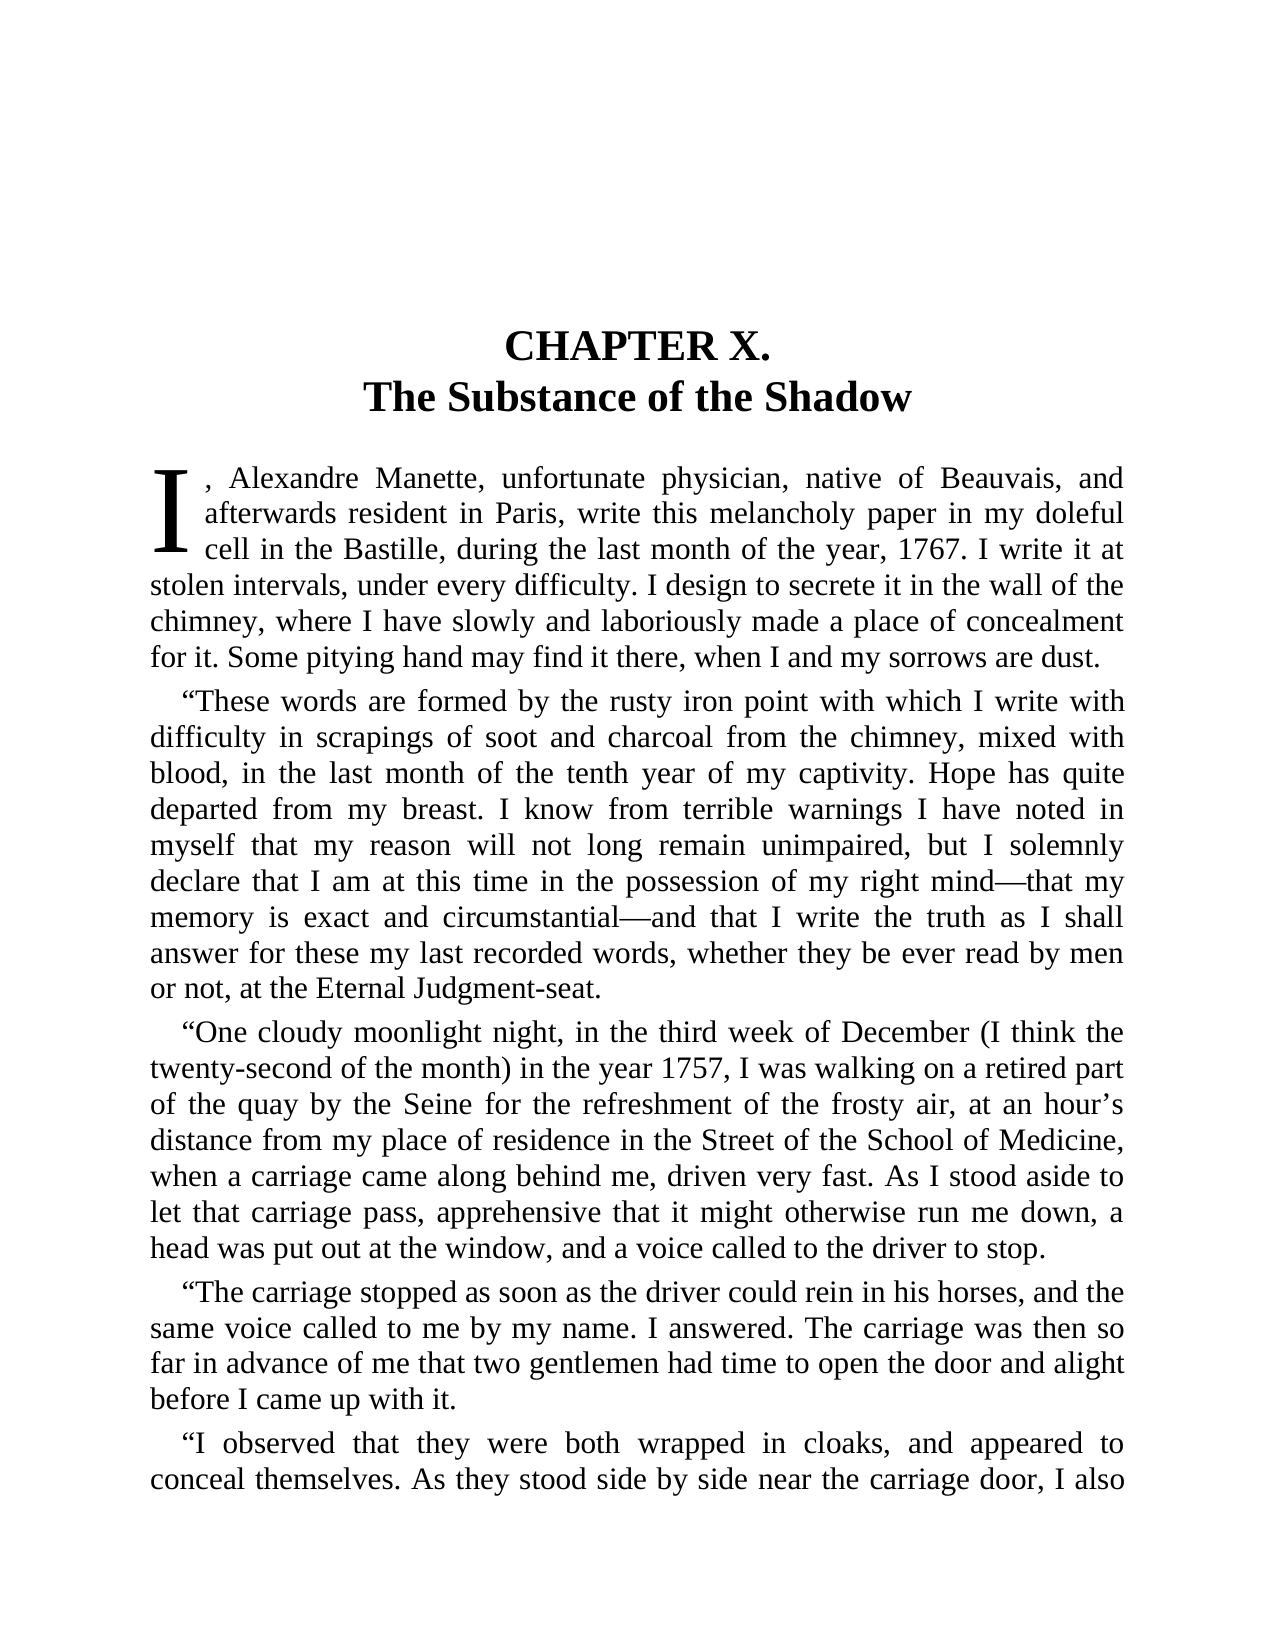 CHAPTER X.
The Substance of the Shadow
I, Alexandre Manette, unfortunate physician, native of Beauvais, and
afterwards resident in Paris, write this melancholy paper in my doleful
cell in the Bastille, during the last month of the year, 1767. I write it at
stolen intervals, under every difficulty. I design to secrete it in the wall of the
chimney, where I have slowly and laboriously made a place of concealment
for it. Some pitying hand may find it there, when I and my sorrows are dust.
“These words are formed by the rusty iron point with which I write with
difficulty in scrapings of soot and charcoal from the chimney, mixed with
blood, in the last month of the tenth year of my captivity. Hope has quite
departed from my breast. I know from terrible warnings I have noted in
myself that my reason will not long remain unimpaired, but I solemnly
declare that I am at this time in the possession of my right mind—that my
memory is exact and circumstantial—and that I write the truth as I shall
answer for these my last recorded words, whether they be ever read by men
or not, at the Eternal Judgment-seat.
“One cloudy moonlight night, in the third week of December (I think the
twenty-second of the month) in the year 1757, I was walking on a retired part
of the quay by the Seine for the refreshment of the frosty air, at an hour’s
distance from my place of residence in the Street of the School of Medicine,
when a carriage came along behind me, driven very fast. As I stood aside to
let that carriage pass, apprehensive that it might otherwise run me down, a
head was put out at the window, and a voice called to the driver to stop.
“The carriage stopped as soon as the driver could rein in his horses, and the
same voice called to me by my name. I answered. The carriage was then so
far in advance of me that two gentlemen had time to open the door and alight
before I came up with it.
“I observed that they were both wrapped in cloaks, and appeared to
conceal themselves. As they stood side by side near the carriage door, I also